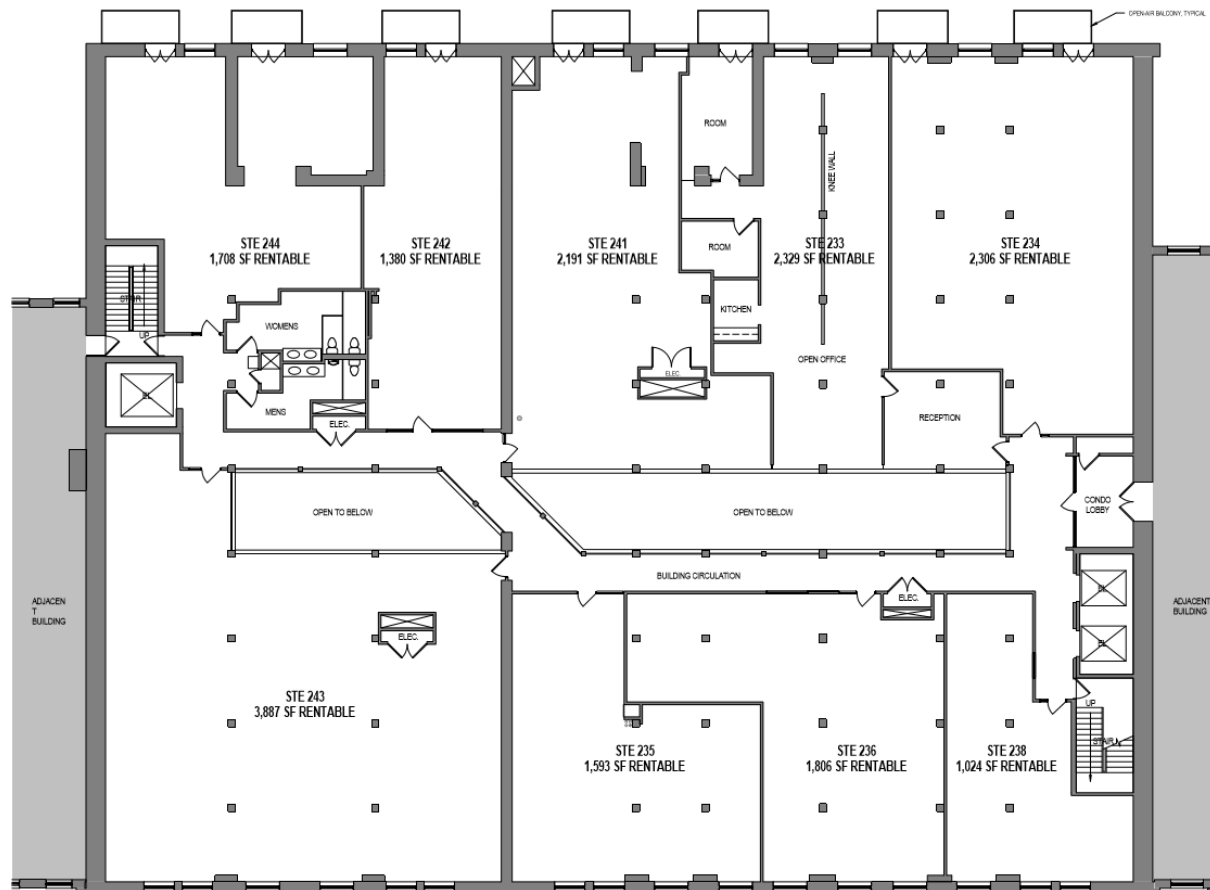 OPEN-AIR BALCONY, TYPICAL
ROOM
KNEE WALL
STE 244
1,708 SF RENTABLE
STE 242
1,380 SF RENTABLE
STE 241
2,191 SF RENTABLE
ROOM
STE 233
2,329 SF RENTABLE
STE 234
2,306 SF RENTABLE
STAIR
UP
WOMENS
KITCHEN
OPEN OFFICE
ELEC.
EL
MENS
ELEC.
RECEPTION
OPEN TO BELOW
OPEN TO BELOW
CONDO
LOBBY
BUILDING CIRCULATION
EL
ELEC.
ADJACEN
T
BUILDING
ADJACENT
BUILDING
ELEC.
EL
STE 243
3,887 SF RENTABLE
UP
STAIR
STE 235
1,593 SF RENTABLE
STE 236
1,806 SF RENTABLE
STE 238
1,024 SF RENTABLE